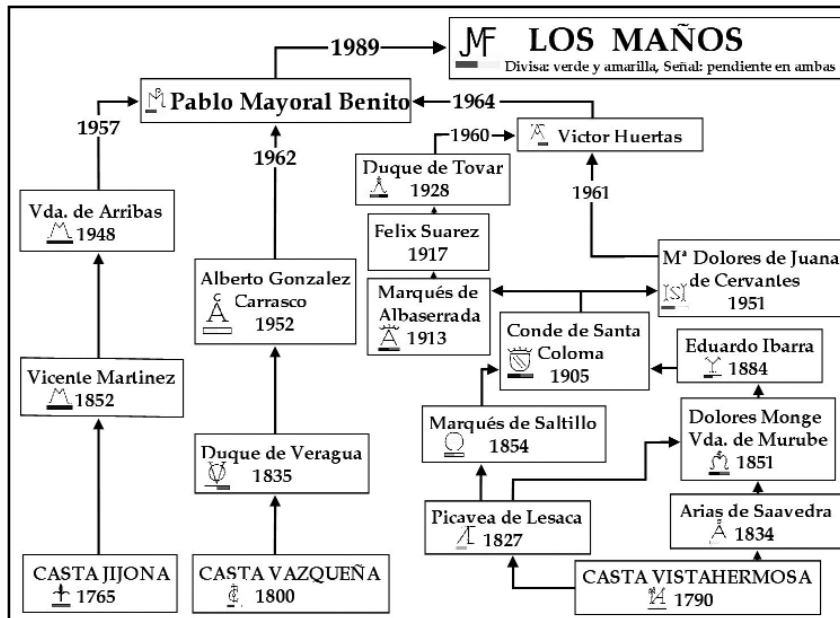 1989
LOS MAÑOS
Divisa: verde y amarilla, Señal: pendiente en ambas
Pablo Mayoral Benito
1957
1962
1964
1960
Victor Huertas
1961
Duque de Tovar
1928
Vda. de Arribas
1948
Felix Suarez
1917
Alberto Gonzalez
Carrasco
1952
Marqués de
Albaserrada
1913
Mª Dolores de Juana
de Cervantes
1951
Conde de Santa
Coloma
1905
Eduardo Ibarra
1884
Vicente Martinez
1852
Marqués de Saltillo
1854
Dolores Monge
Vda. de Murube
1851
Duque de Veragua
1835
Picavea de Lesaca
1827
Arias de Saavedra
1834
CASTA JIJONA
1765
CASTA VAZQUEÑA
1800
CASTA VISTAHERMOSA
1790